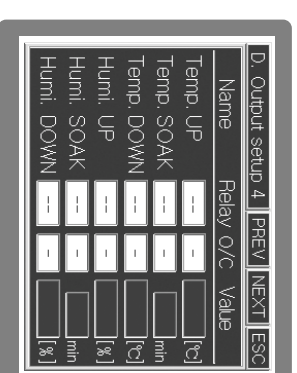 D. Output setup 4 PREV NEXT ESC
Name Relay O/C Value
Temp. UP -- - [℃]
Temp. SOAK -- - min
Temp. DOWN -- - [℃]
Humi. UP -- - [%]
Humi. SOAK -- - min
Humi. DOWN -- - [%]